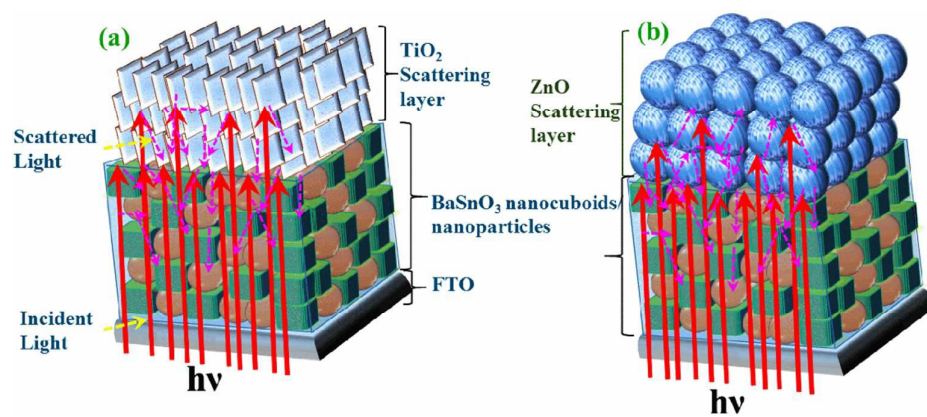 (a)
TiO2
Scattering
layer
Scattered
Light
BaSnO3 nanocuboids/
nanoparticles
FTO
Incident
Light
hν
(b)
ZnO
Scattering
layer
hν